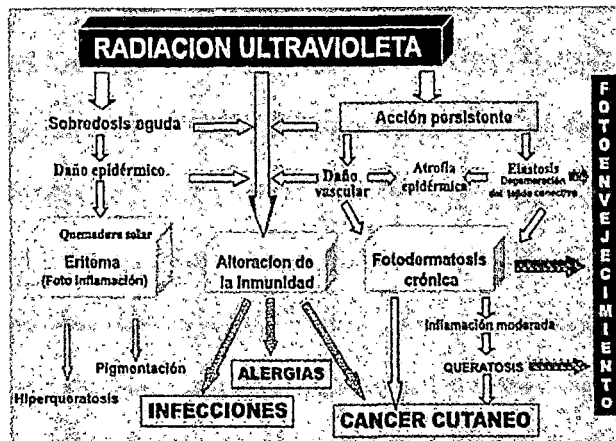 RADIACION ULTRAVIOLETA
Sobredosis aguda
Acción persistente
Daño epidérmico
Daño
vascular
Atrofia
epidérmica
Elastosis
Degeneración
del tejido conectivo
Quemadura solar
Eritema
(Foto inflamación)
Alteracion de
la Inmunidad
Fotodermatosis
crónica
Inflamación moderada
Pigmentación
Hiperqueratosis
ALERGIAS
QUERATOSIS
INFECCIONES
CANCER CUTANEO
FOTOENVEJECIMIENTO